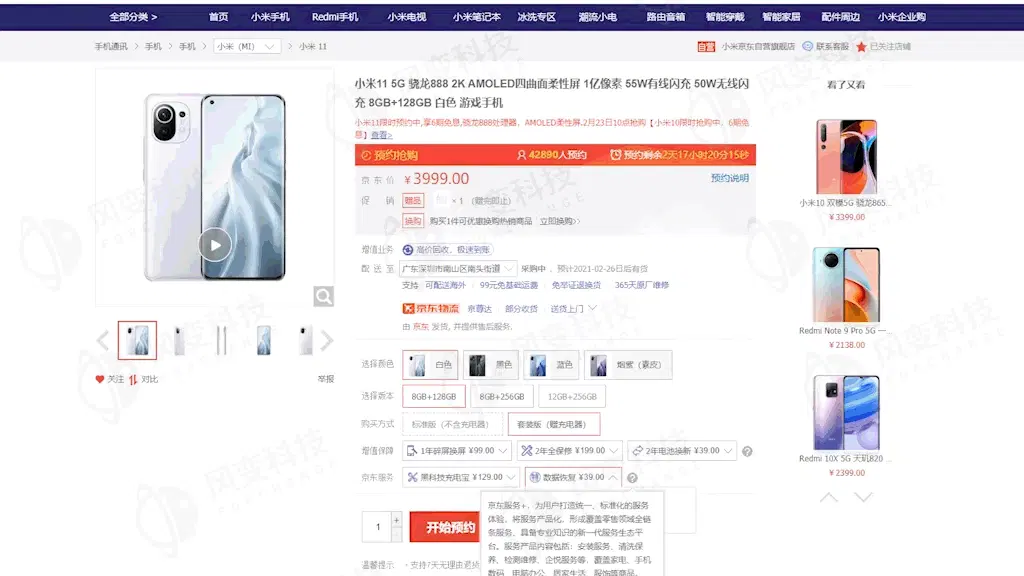 全部分类 > 首页 小米手机 Redmi手机 小米电视 小米笔记本 冰洗专区 潮流小电 路由音箱 智能穿戴 智能家居 配件周边 小米企业购
手机通讯 > 手机 > 手机 > 小米（MI） > 小米 11
自营 小米京东自营旗舰店 联系客服 已关注店铺
小米11 5G 骁龙888 2K AMOLED四曲面柔性屏 1亿像素 55W有线闪充 50W无线闪
充 8GB+128GB 白色 游戏手机
小米11限时预约中,享6期免息,骁龙888处理器，AMOLED柔性屏,2月23日10点抢购【小米10限时抢购中，6期免
息】查看>
预约抢购 42890人预约 预约剩余2天17小时20分15秒
京 东 价 ￥3999.00 预约说明
促 销 赠品 × 1 （赠完即止）
换购 购买1件可优惠换购热销商品 立即换购>>
增值业务 高价回收，极速到账
配 送 至 广东深圳市南山区南头街道 采购中 ，预计2021-02-26日后有货
支持 可配送海外 99元免基础运费 免举证退换货 365天原厂维修
京东物流 京尊达 部分收货 送货上门
由 京东 发货, 并提供售后服务.
选择颜色 白色 黑色 蓝色 烟紫（素皮）
选择版本 8GB+128GB 8GB+256GB 12GB+256GB
购买方式 标准版（不含充电器） 套装版（赠充电器）
增值保障 1年碎屏换屏 ¥99.00 2年全保修 ¥199.00 2年电池换新 ¥39.00
京东服务 黑科技充电宝 ¥129.00 数据恢复 ¥39.00
京东服务+，为用户打造统一、标准化的服务
体验。将服务产品化，形成覆盖零售领域全链
条服务、具备专业知识的新一代服务生态平
台。服务产品内容包括：安装服务、清洗保
养、检测维修、企悦服务等，覆盖家电、手机
数码、电脑办公、居家生活、服饰等商品。
1 + 开始预约
温馨提示 ·支持7天无理由退货
关注 对比 举报
看了又看
小米10 双模5G 骁龙865...
￥3399.00
Redmi Note 9 Pro 5G 一...
￥2138.00
Redmi 10X 5G 天玑820 ...
￥2399.00
风变科技
FORCHANGE